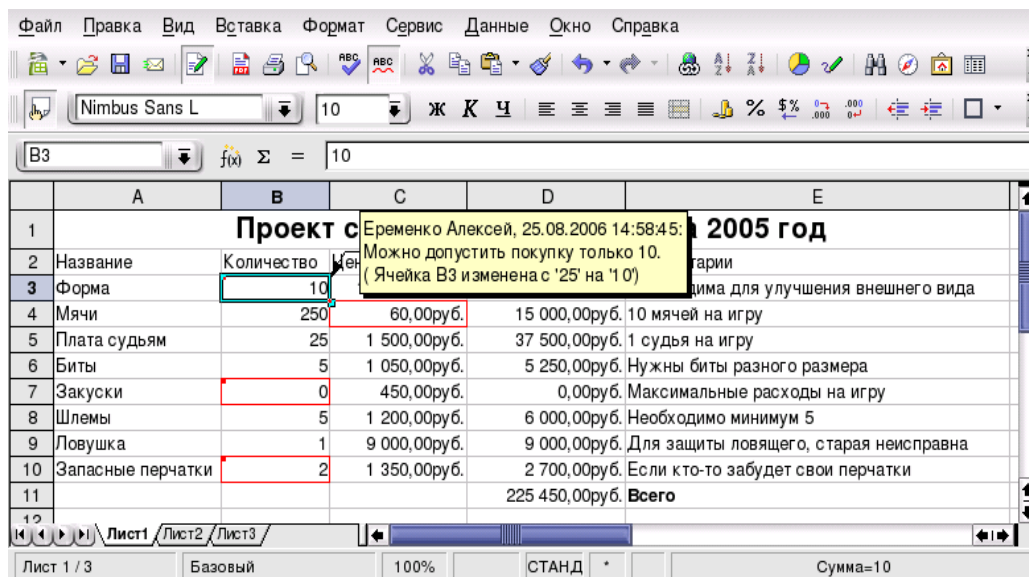 Файл Правка Вид Вставка Формат Сервис Данные Окно Справка
ABC ABC
Nimbus Sans L 10 Ж К Ч % $% .000 .000
B3 f(x) Σ = 10
A B C D E
1 Проект с 2005 год
Еременко Алексей, 25.08.2006 14:58:45:
Можно допустить покупку только 10.
( Ячейка B3 изменена с '25' на '10')
2 Название Количество
3 Форма 10 дима для улучшения внешнего вида
4 Мячи 250 60,00руб. 15 000,00руб. 10 мячей на игру
5 Плата судьям 25 1 500,00руб. 37 500,00руб. 1 судья на игру
6 Биты 5 1 050,00руб. 5 250,00руб. Нужны биты разного размера
7 Закуски 0 450,00руб. 0,00руб. Максимальные расходы на игру
8 Шлемы 5 1 200,00руб. 6 000,00руб. Необходимо минимум 5
9 Ловушка 1 9 000,00руб. 9 000,00руб. Для защиты ловящего, старая неисправна
10 Запасные перчатки 2 1 350,00руб. 2 700,00руб. Если кто-то забудет свои перчатки
11 225 450,00руб. Всего
12
Лист1 Лист2 Лист3
Лист 1 / 3 Базовый 100% СТАНД * Сумма=10